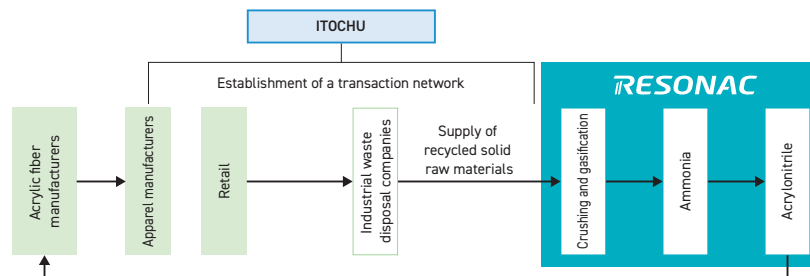 ITOCHU
Establishment of a transaction network
RESONAC
Acrylic fiber
manufacturers
Apparel manufacturers
Retail
Industrial waste
disposal companies
Supply of
recycled solid
raw materials
Crushing and gasification
Ammonia
Acrylonitrile